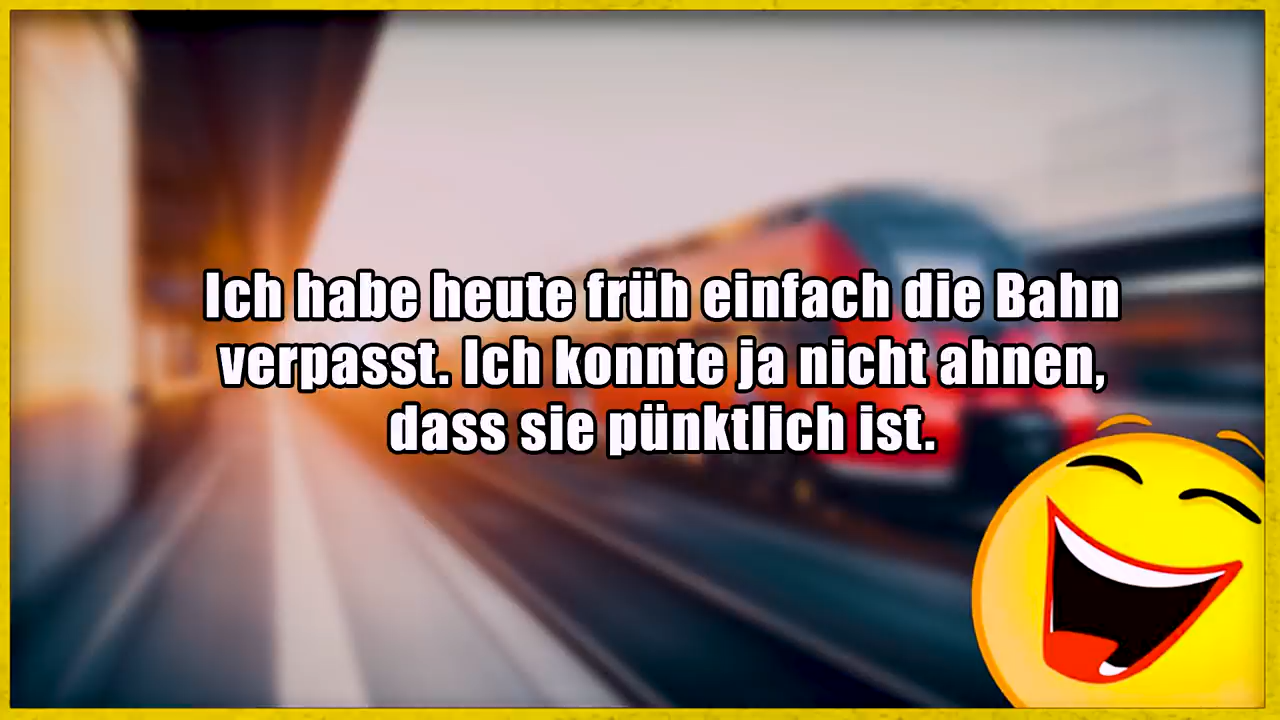 Ich habe heute früh einfach die Bahn
verpasst. Ich konnte ja nicht ahnen,
dass sie pünktlich ist.